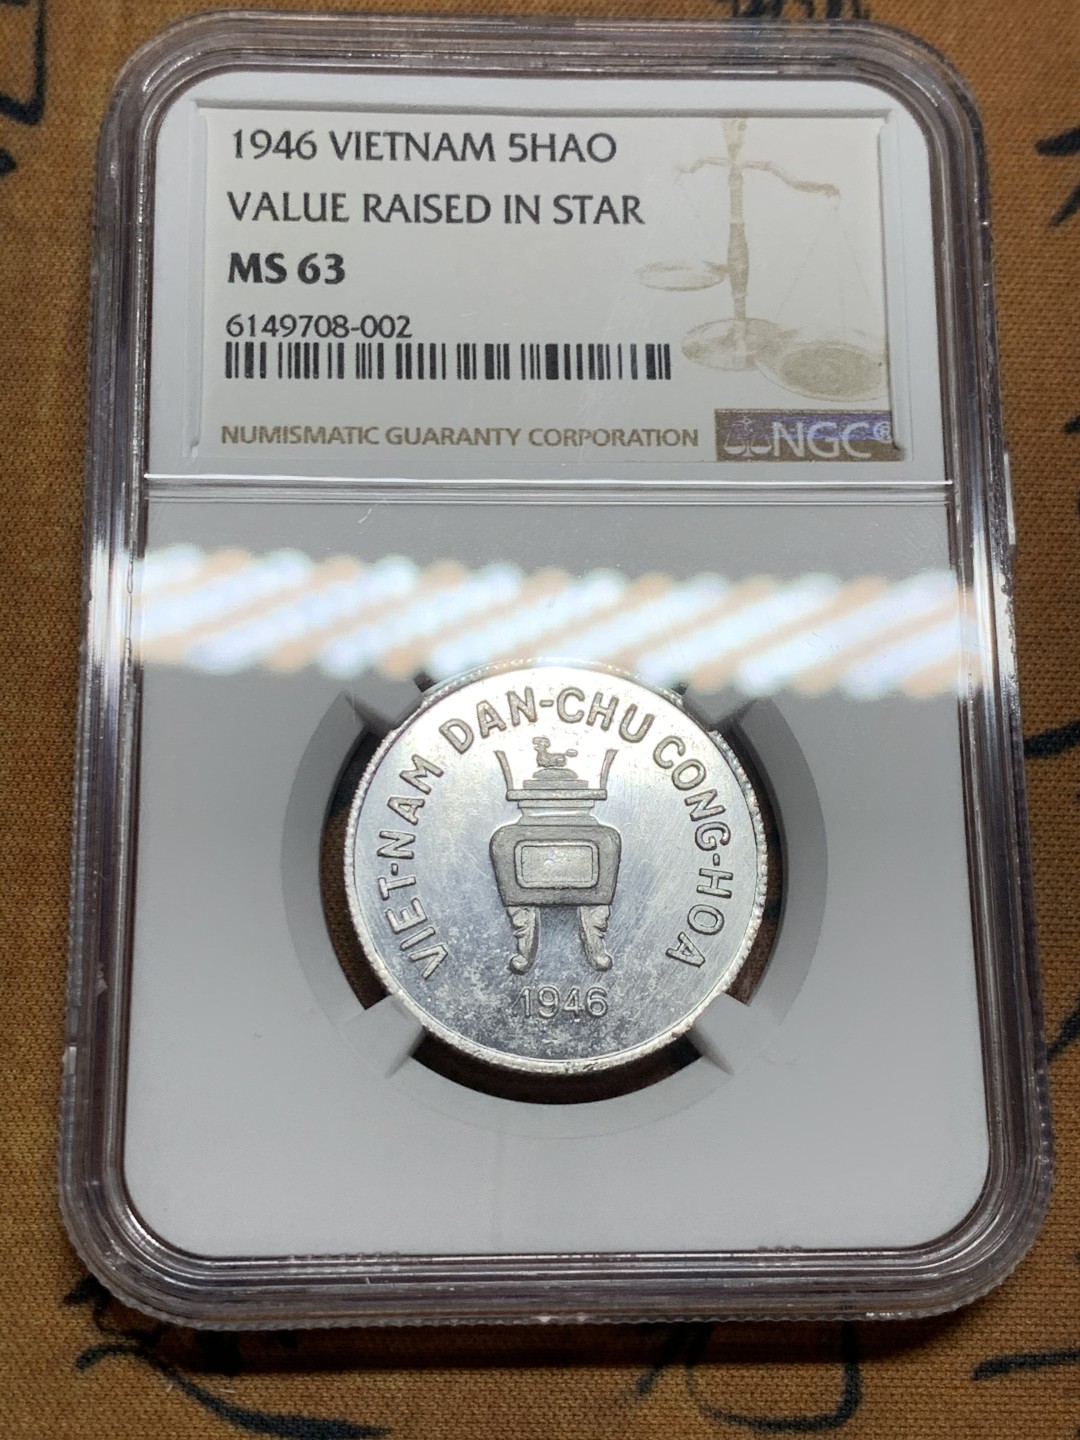 1946 VIETNAM 5HAO
VALUE RAISED IN STAR
MS 63
6149708-002
NUMISMATIC GUARANTY CORPORATION
NGC®
VIET-NAM DAN-CHU CONG-HOA
1946